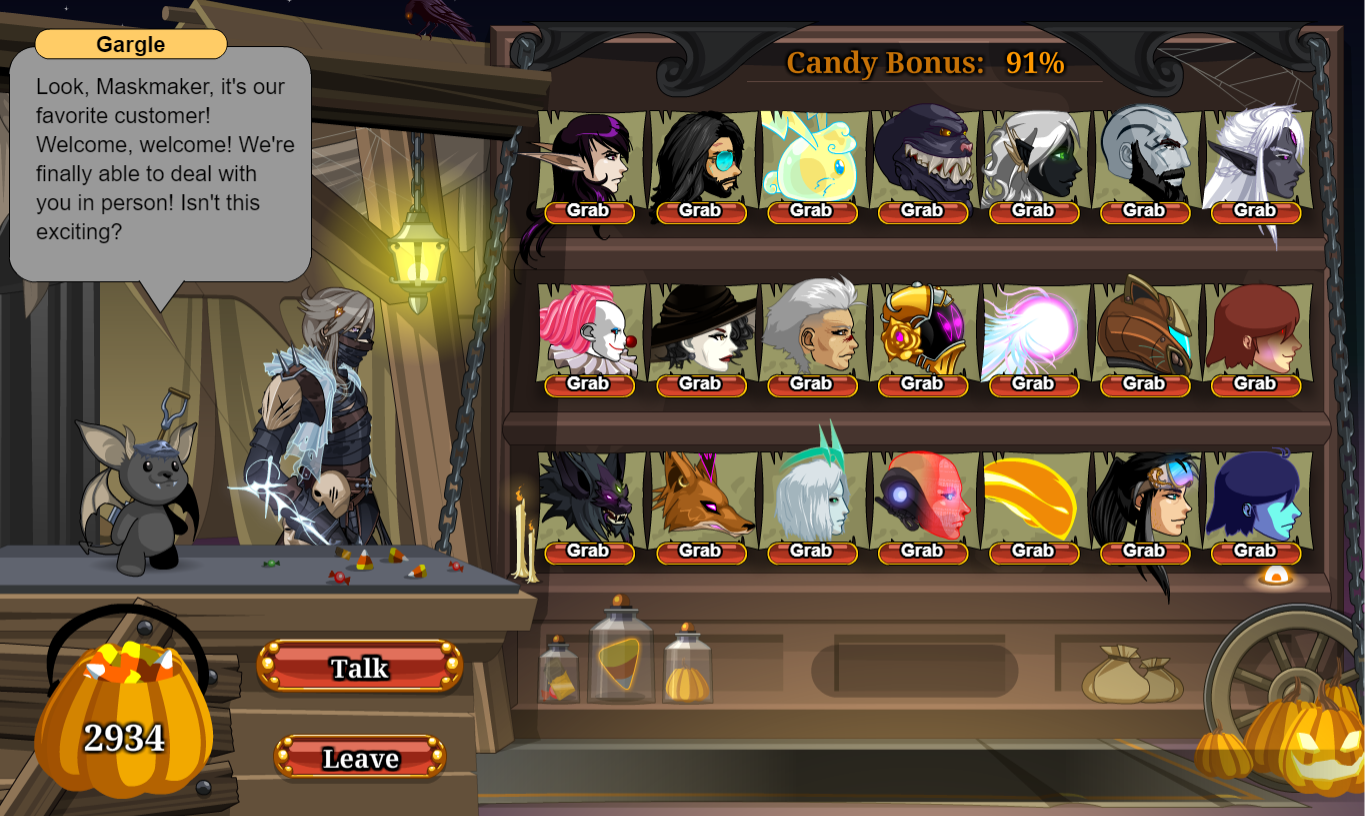 Gargle
Look, Maskmaker, it's our
favorite customer!
Welcome, welcome! We're
finally able to deal with
you in person! Isn't this
exciting?
Candy Bonus: 91%
Grab Grab Grab Grab Grab Grab Grab
Grab Grab Grab Grab Grab Grab Grab
Grab Grab Grab Grab Grab Grab Grab
Talk
2934
Leave